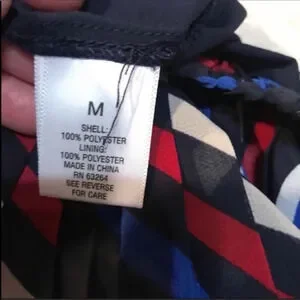 M
SHELL:
100% POLYESTER
LINING:
100% POLYESTER
MADE IN CHINA
RN 63264
SEE REVERSE
FOR CARE